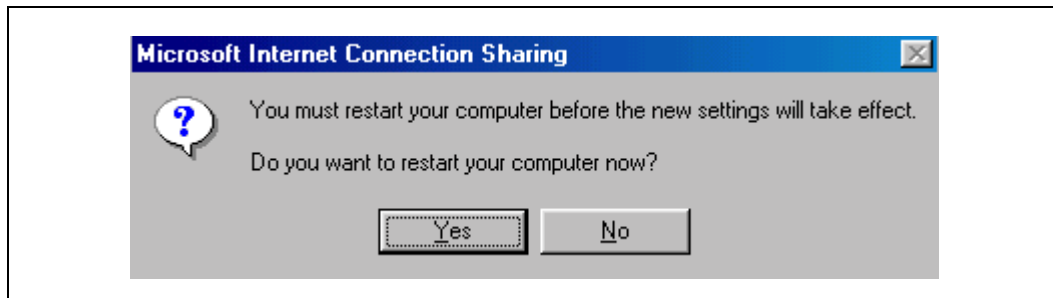 Microsoft Internet Connection Sharing
You must restart your computer before the new settings will take effect.
Do you want to restart your computer now?
Yes
No